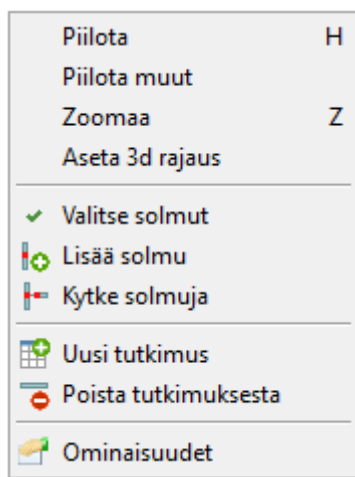 Piilota H
Piilota muut
Zoomaa Z
Aseta 3d rajaus
Valitse solmut
Lisää solmu
Kytke solmuja
Uusi tutkimus
Poista tutkimuksesta
Ominaisuudet